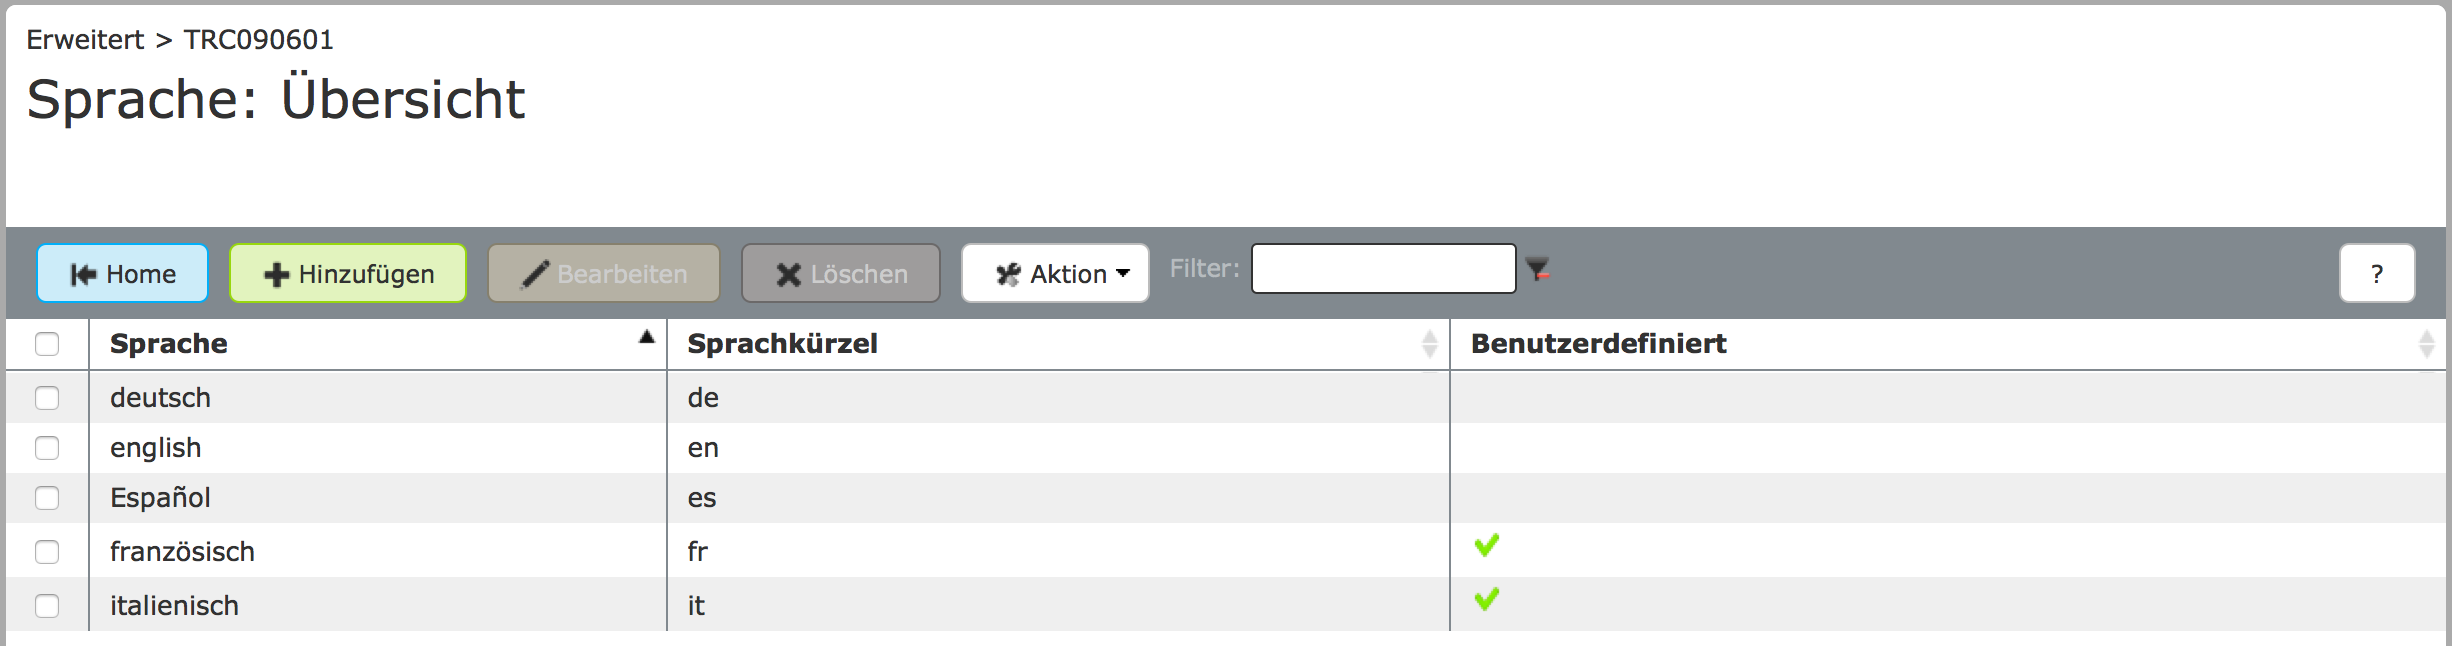 Erweitert > TRC090601
Sprache: Übersicht
Home Hinzufügen Bearbeiten Löschen Aktion Filter: ?
Sprache Sprachkürzel Benutzerdefiniert
deutsch de
english en
Español es
französisch fr
italienisch it